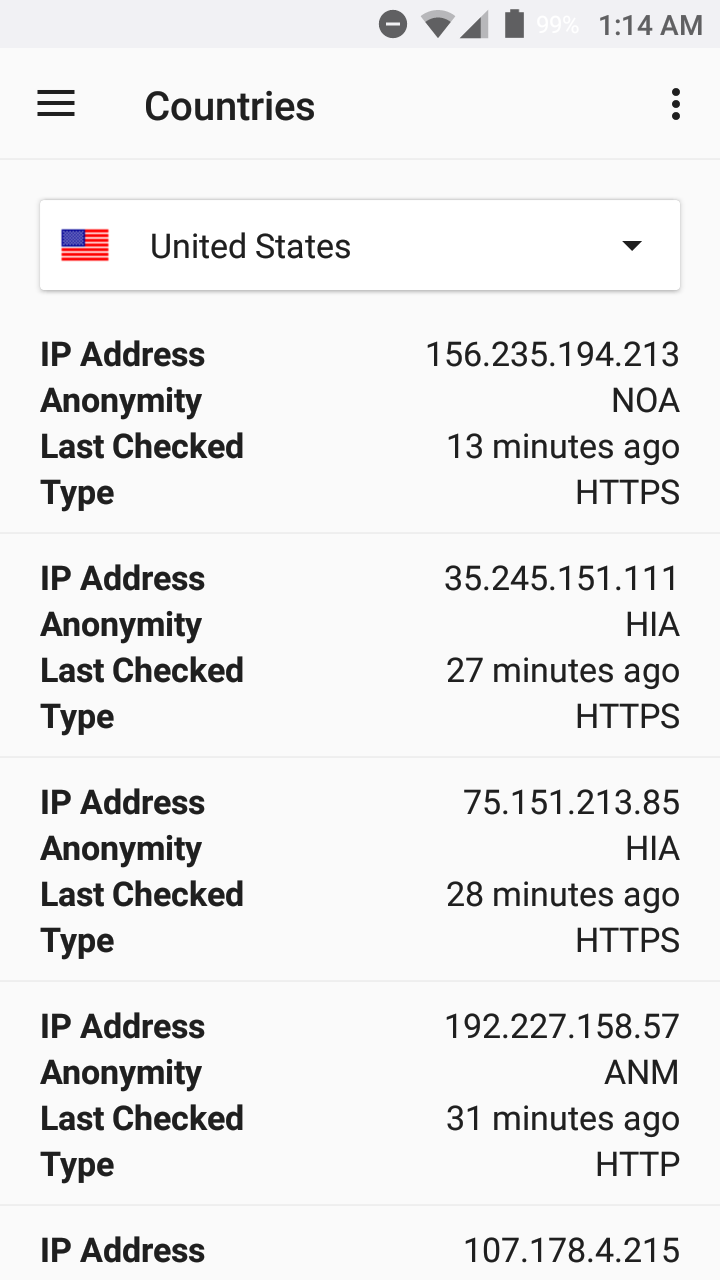 99% 1:14 AM
Countries
United States
IP Address 156.235.194.213
Anonymity NOA
Last Checked 13 minutes ago
Type HTTPS
IP Address 35.245.151.111
Anonymity HIA
Last Checked 27 minutes ago
Type HTTPS
IP Address 75.151.213.85
Anonymity HIA
Last Checked 28 minutes ago
Type HTTPS
IP Address 192.227.158.57
Anonymity ANM
Last Checked 31 minutes ago
Type HTTP
IP Address 107.178.4.215